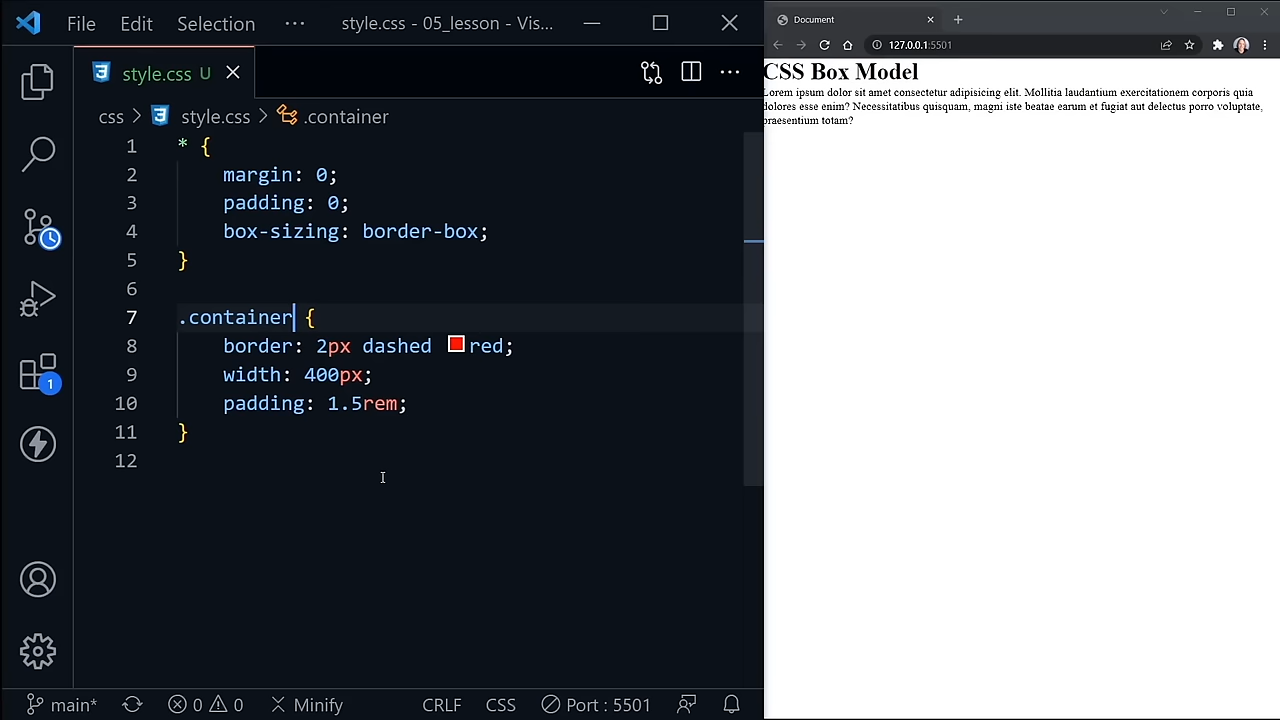 File Edit Selection ··· style.css - 05_lesson - Vis...
style.css U
css > style.css > .container
1 * {
2 margin: 0;
3 padding: 0;
4 box-sizing: border-box;
5 }
6
7 .container {
8 border: 2px dashed red;
9 width: 400px;
10 padding: 1.5rem;
11 }
12
1
main* 0 0 Minify CRLF CSS Port : 5501
Document
127.0.0.1:5501
CSS Box Model
Lorem ipsum dolor sit amet consectetur adipisicing elit. Mollitia laudantium exercitationem corporis quia
dolores esse enim? Necessitatibus quisquam, magni iste beatae earum et fugiat aut delectus porro voluptate,
praesentium totam?